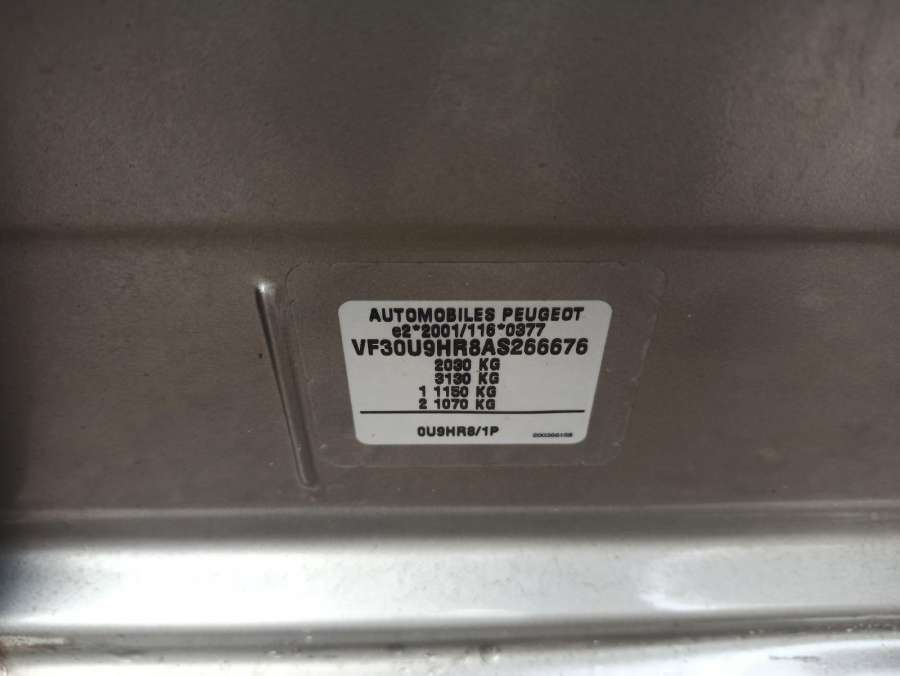 AUTOMOBILES PEUGEOT
e2*2001/116*0377
VF30U9HR8AS266676
2030 KG
3130 KG
1 1150 KG
2 1070 KG
0U9HR8/1P